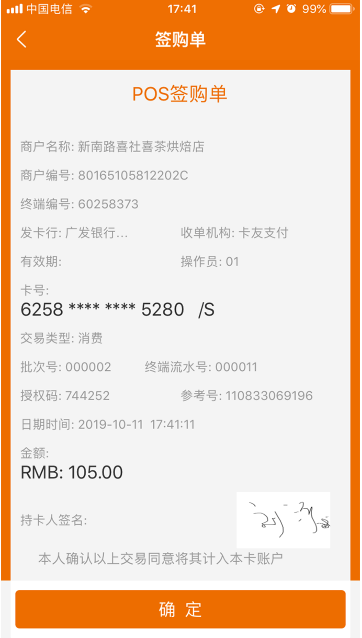 中国电信 17:41 99%
签购单
POS签购单
商户名称: 新南路喜社喜茶烘焙店
商户编号: 80165105812202C
终端编号: 60258373
发卡行: 广发银行... 收单机构: 卡友支付
有效期: 操作员: 01
卡号:
6258 **** **** 5280 /S
交易类型: 消费
批次号: 000002 终端流水号: 000011
授权码: 744252 参考号: 110833069196
日期时间: 2019-10-11 17:41:11
金额:
RMB: 105.00
持卡人签名:
本人确认以上交易同意将其计入本卡账户
确 定